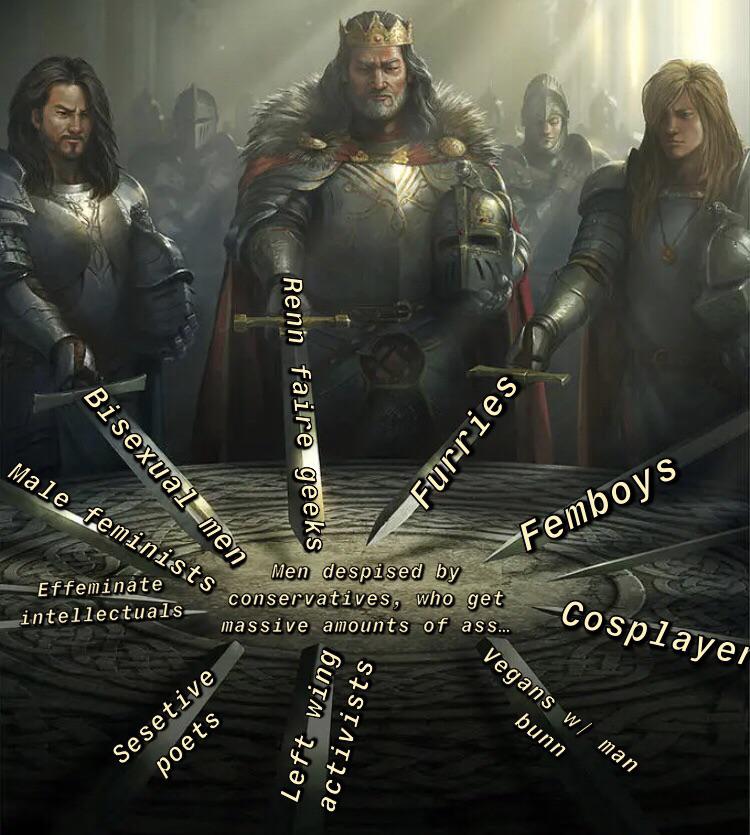 Renn faire geeks
Bisexual men
Furries
Male feminists
Femboys
Effeminate
intellectuals
Men despised by
conservatives, who get
massive amounts of ass…
Cosplayer
Sesetive
poets
Left wing
activists
Vegans w/ man
bunn